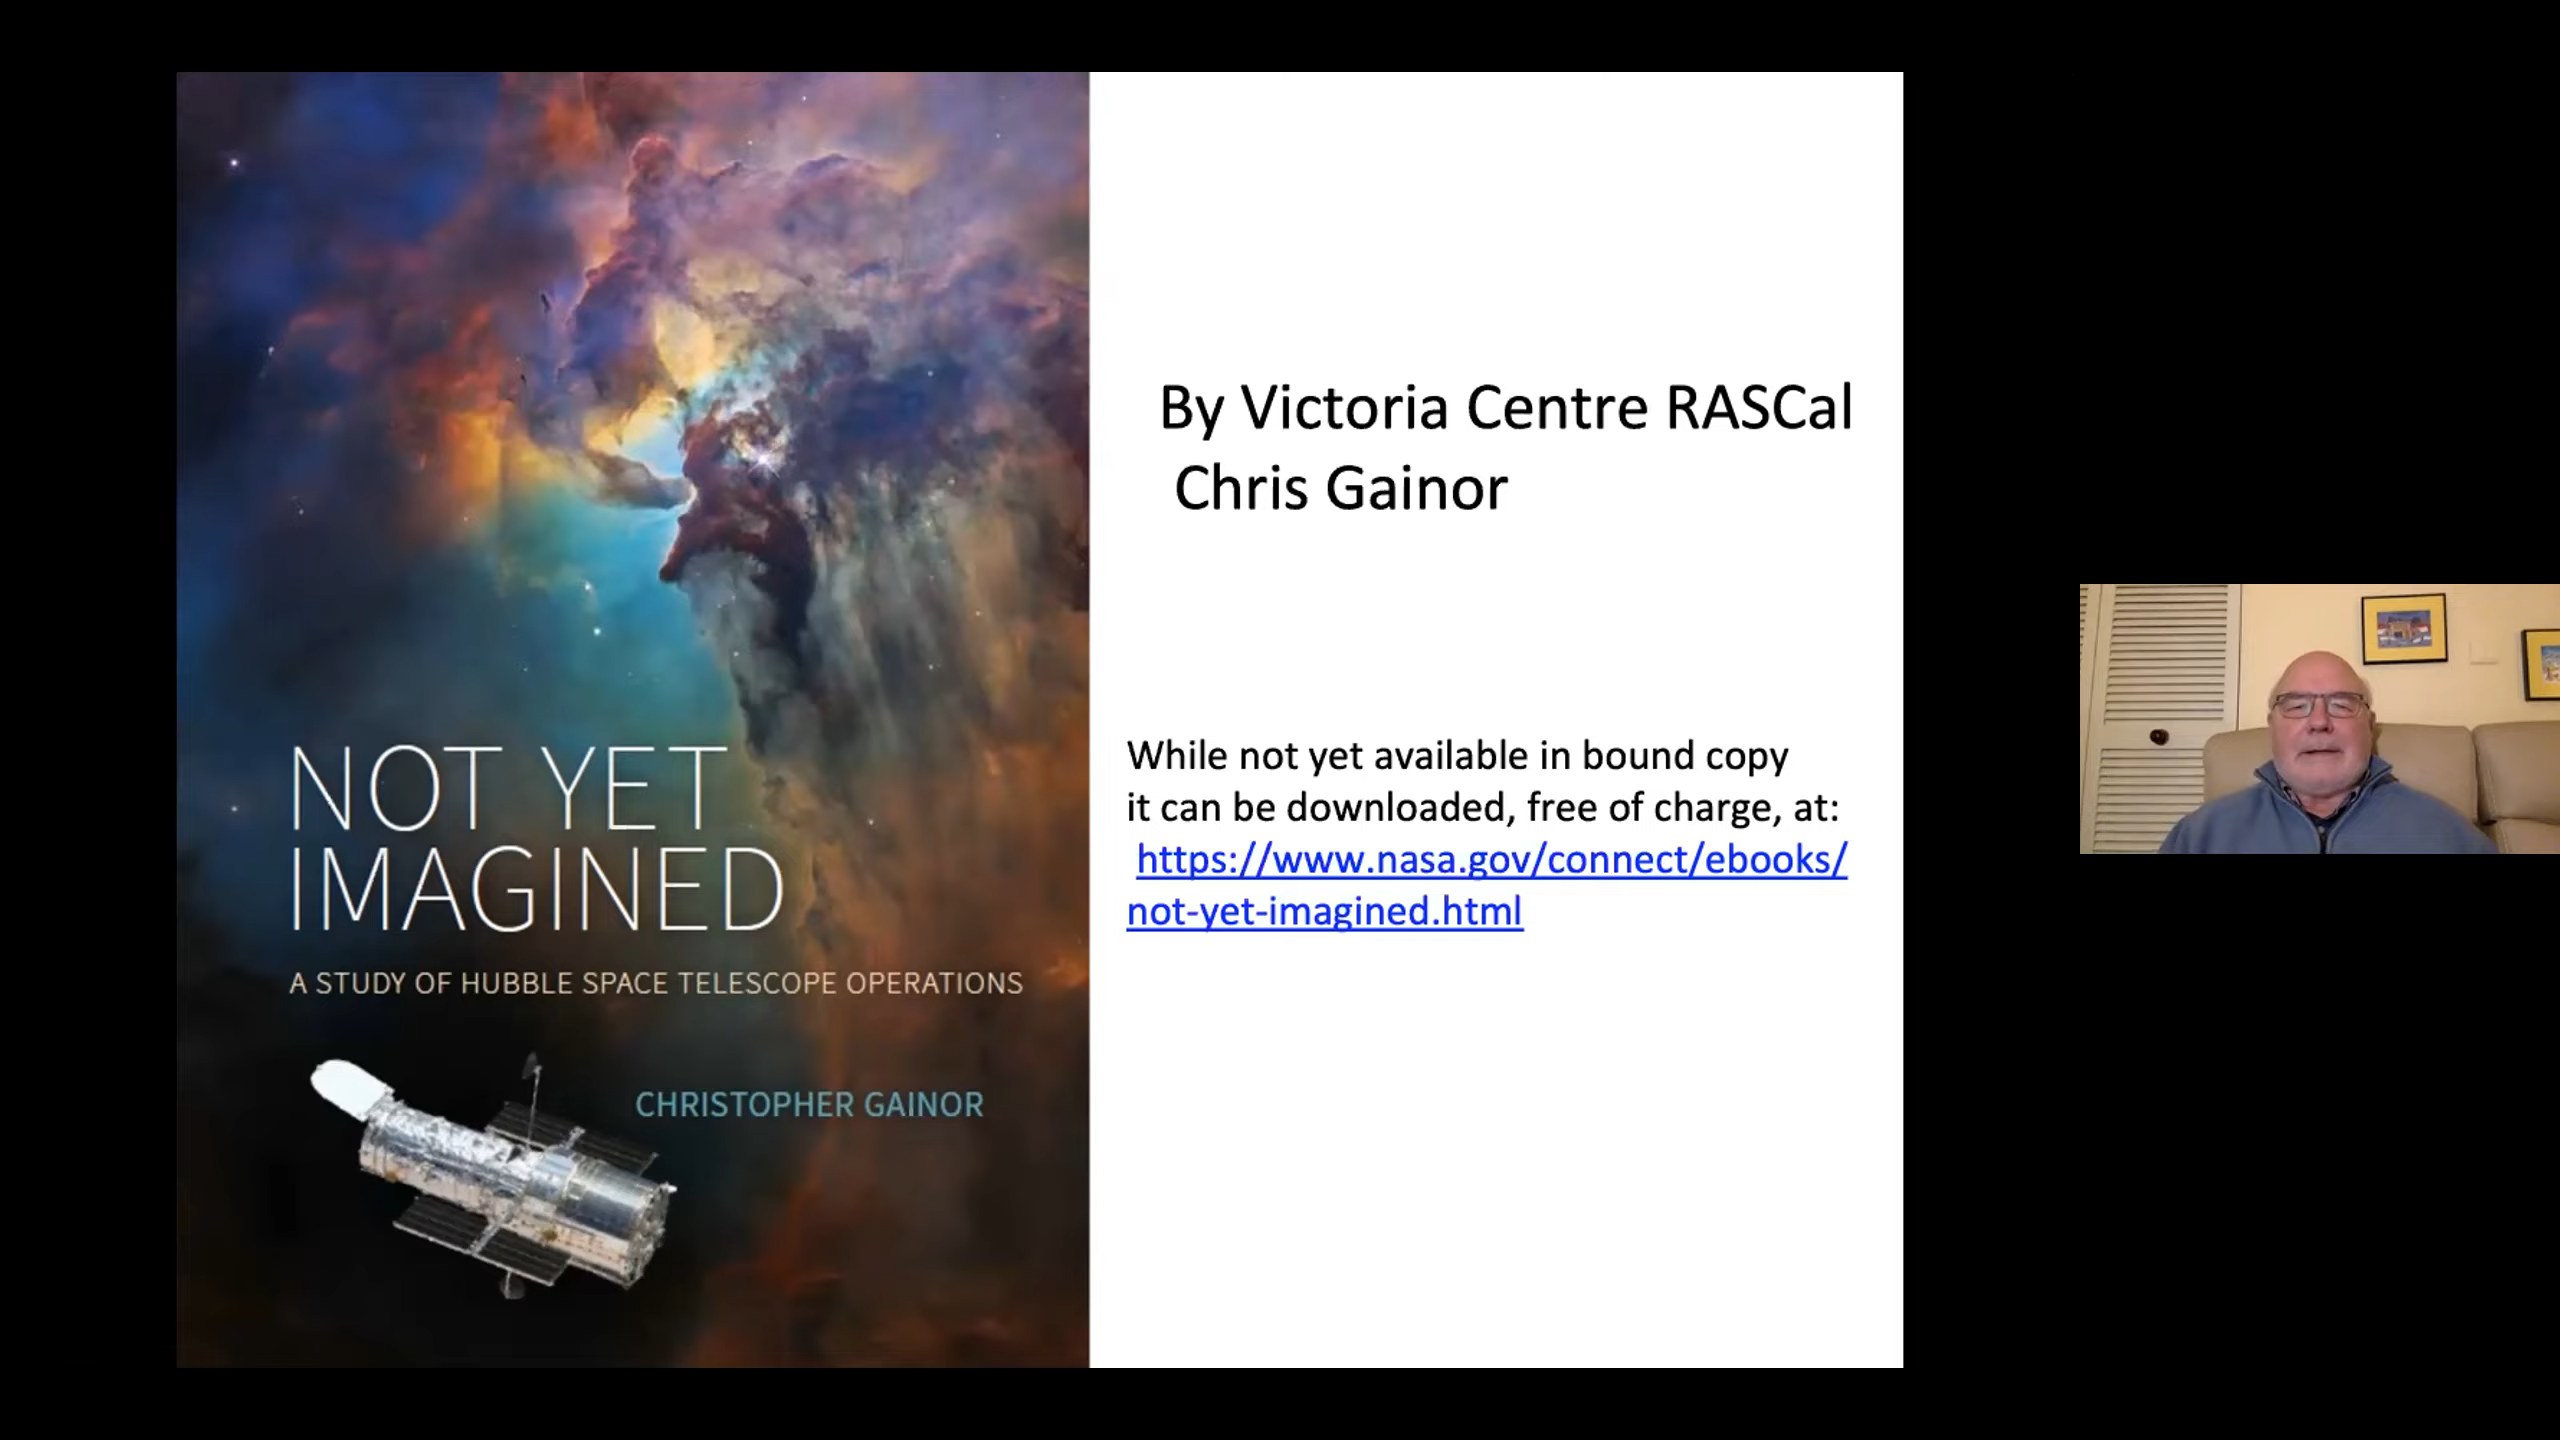 NOT YET
IMAGINED
A STUDY OF HUBBLE SPACE TELESCOPE OPERATIONS
CHRISTOPHER GAINOR
By Victoria Centre RASCal
Chris Gainor
While not yet available in bound copy
it can be downloaded, free of charge, at:
https://www.nasa.gov/connect/ebooks/
not-yet-imagined.html